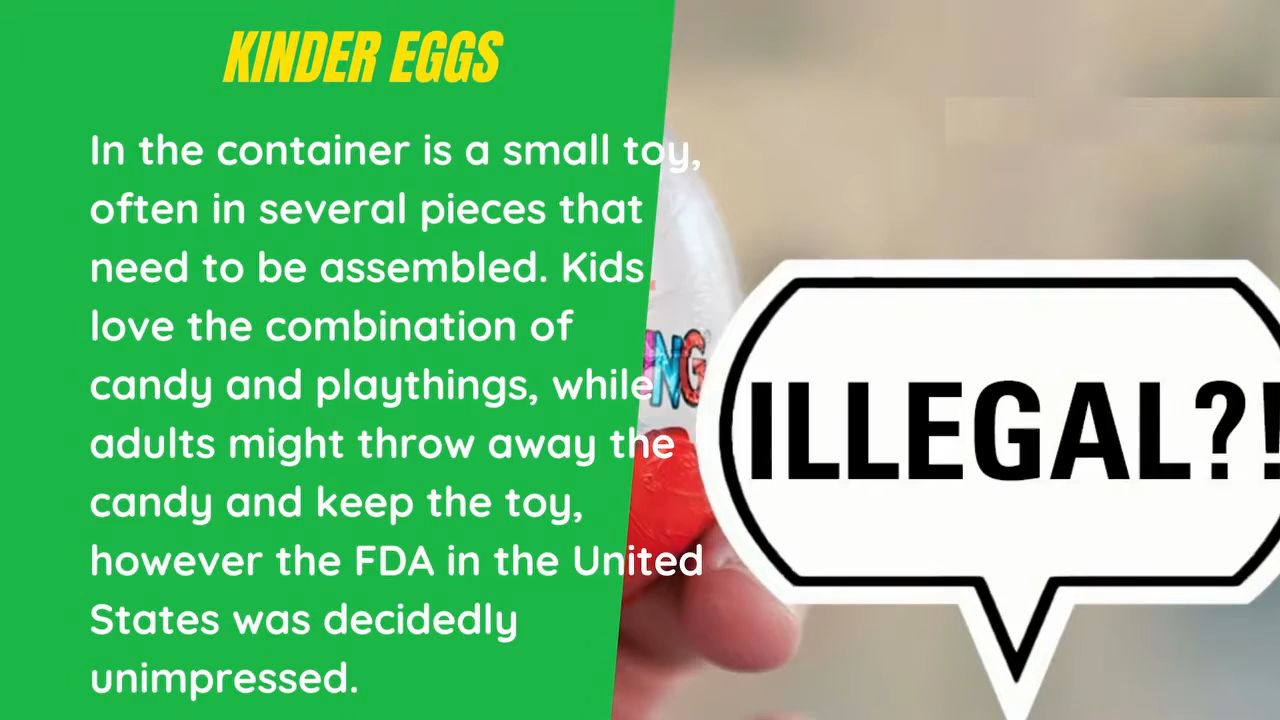 KINDER EGGS
In the container is a small toy,
often in several pieces that
need to be assembled. Kids
love the combination of
candy and playthings, while
adults might throw away the
candy and keep the toy,
however the FDA in the United
States was decidedly
unimpressed.
NG
ILLEGAL?!